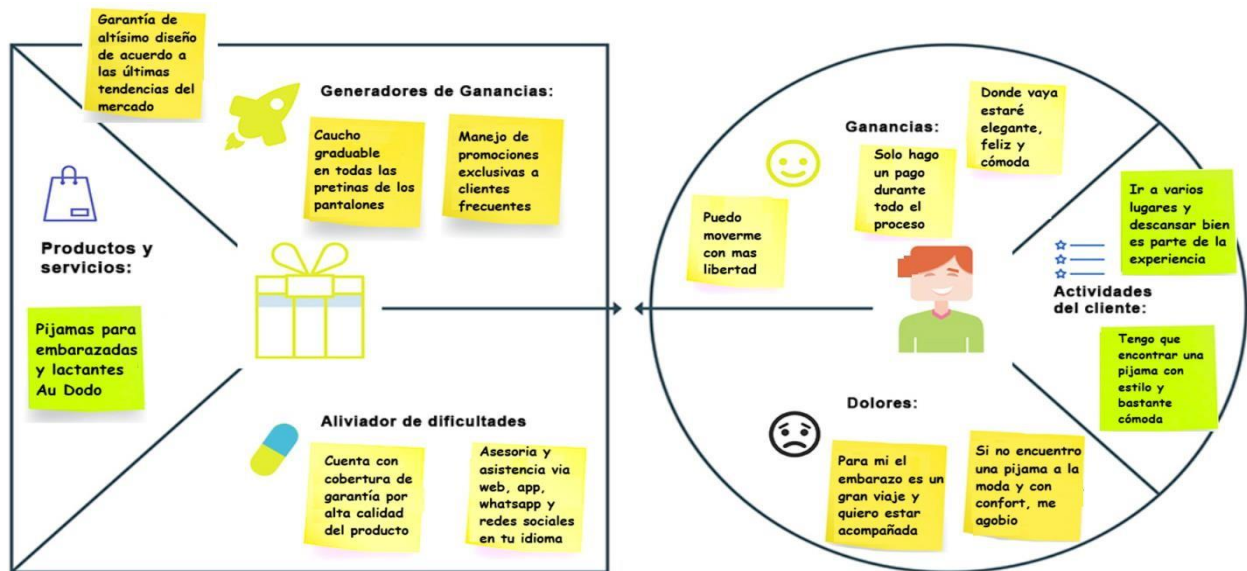 Garantía de
altísimo diseño
de acuerdo a
las últimas
tendencias del
mercado
Generadores de Ganancias:
Caucho
graduable
en todas las
pretinas de los
pantalones
Manejo de
promociones
exclusivas a
clientes
frecuentes
Productos y
servicios:
Pijamas para
embarazadas
y lactantes
Au Dodo
Aliviador de dificultades
Cuenta con
cobertura de
garantía por
alta calidad
del producto
Asesoria y
asistencia via
web, app,
whatsapp y
redes sociales
en tu idioma
Ganancias:
Donde vaya
estaré
elegante,
feliz y
cómoda
Solo hago
un pago
durante
todo el
proceso
Puedo
moverme
con mas
libertad
Ir a varios
lugares y
descansar bien
es parte de la
experiencia
Actividades
del cliente:
Tengo que
encontrar una
pijama con
estilo y
bastante
cómoda
Dolores:
Para mi el
embarazo es un
gran viaje y
quiero estar
acompañada
Si no encuentro
una pijama a la
moda y con
confort, me
agobio